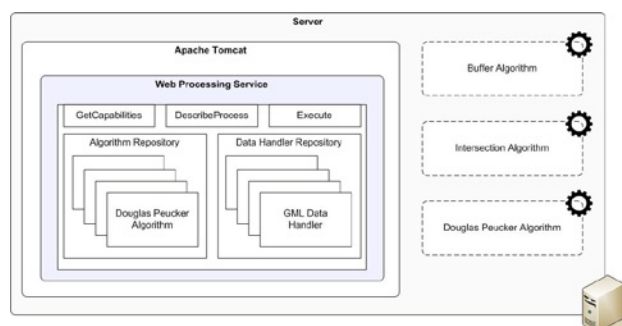 Server
Apache Tomcat
Web Processing Service
GetCapabilities
DescribeProcess
Execute
Algorithm Repository
Douglas Peucker
Algorithm
Data Handler Repository
GML Data
Handler
Buffer Algorithm
Intersection Algorithm
Douglas Peucker Algorithm